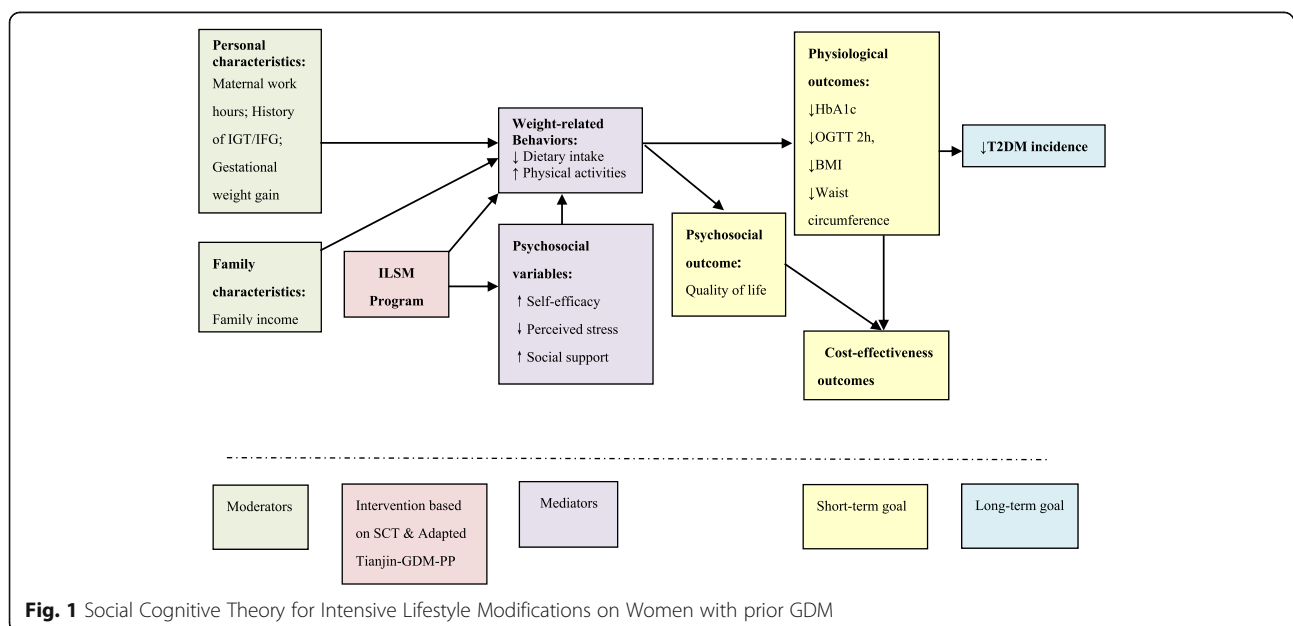 Personal
characteristics:
Maternal work
hours; History
of IGT/IFG;
Gestational
weight gain
Family
characteristics:
Family income
ILSM
Program
Weight-related
Behaviors:
↓ Dietary intake
↑ Physical activities
Psychosocial
variables:
↑ Self-efficacy
↓ Perceived stress
↑ Social support
Psychosocial
outcome:
Quality of life
Physiological
outcomes:
↓HbA1c
↓OGTT 2h,
↓BMI
↓Waist
circumference
Cost-effectiveness
outcomes
↓T2DM incidence
Moderators
Intervention based
on SCT & Adapted
Tianjin-GDM-PP
Mediators
Short-term goal
Long-term goal
Fig. 1 Social Cognitive Theory for Intensive Lifestyle Modifications on Women with prior GDM